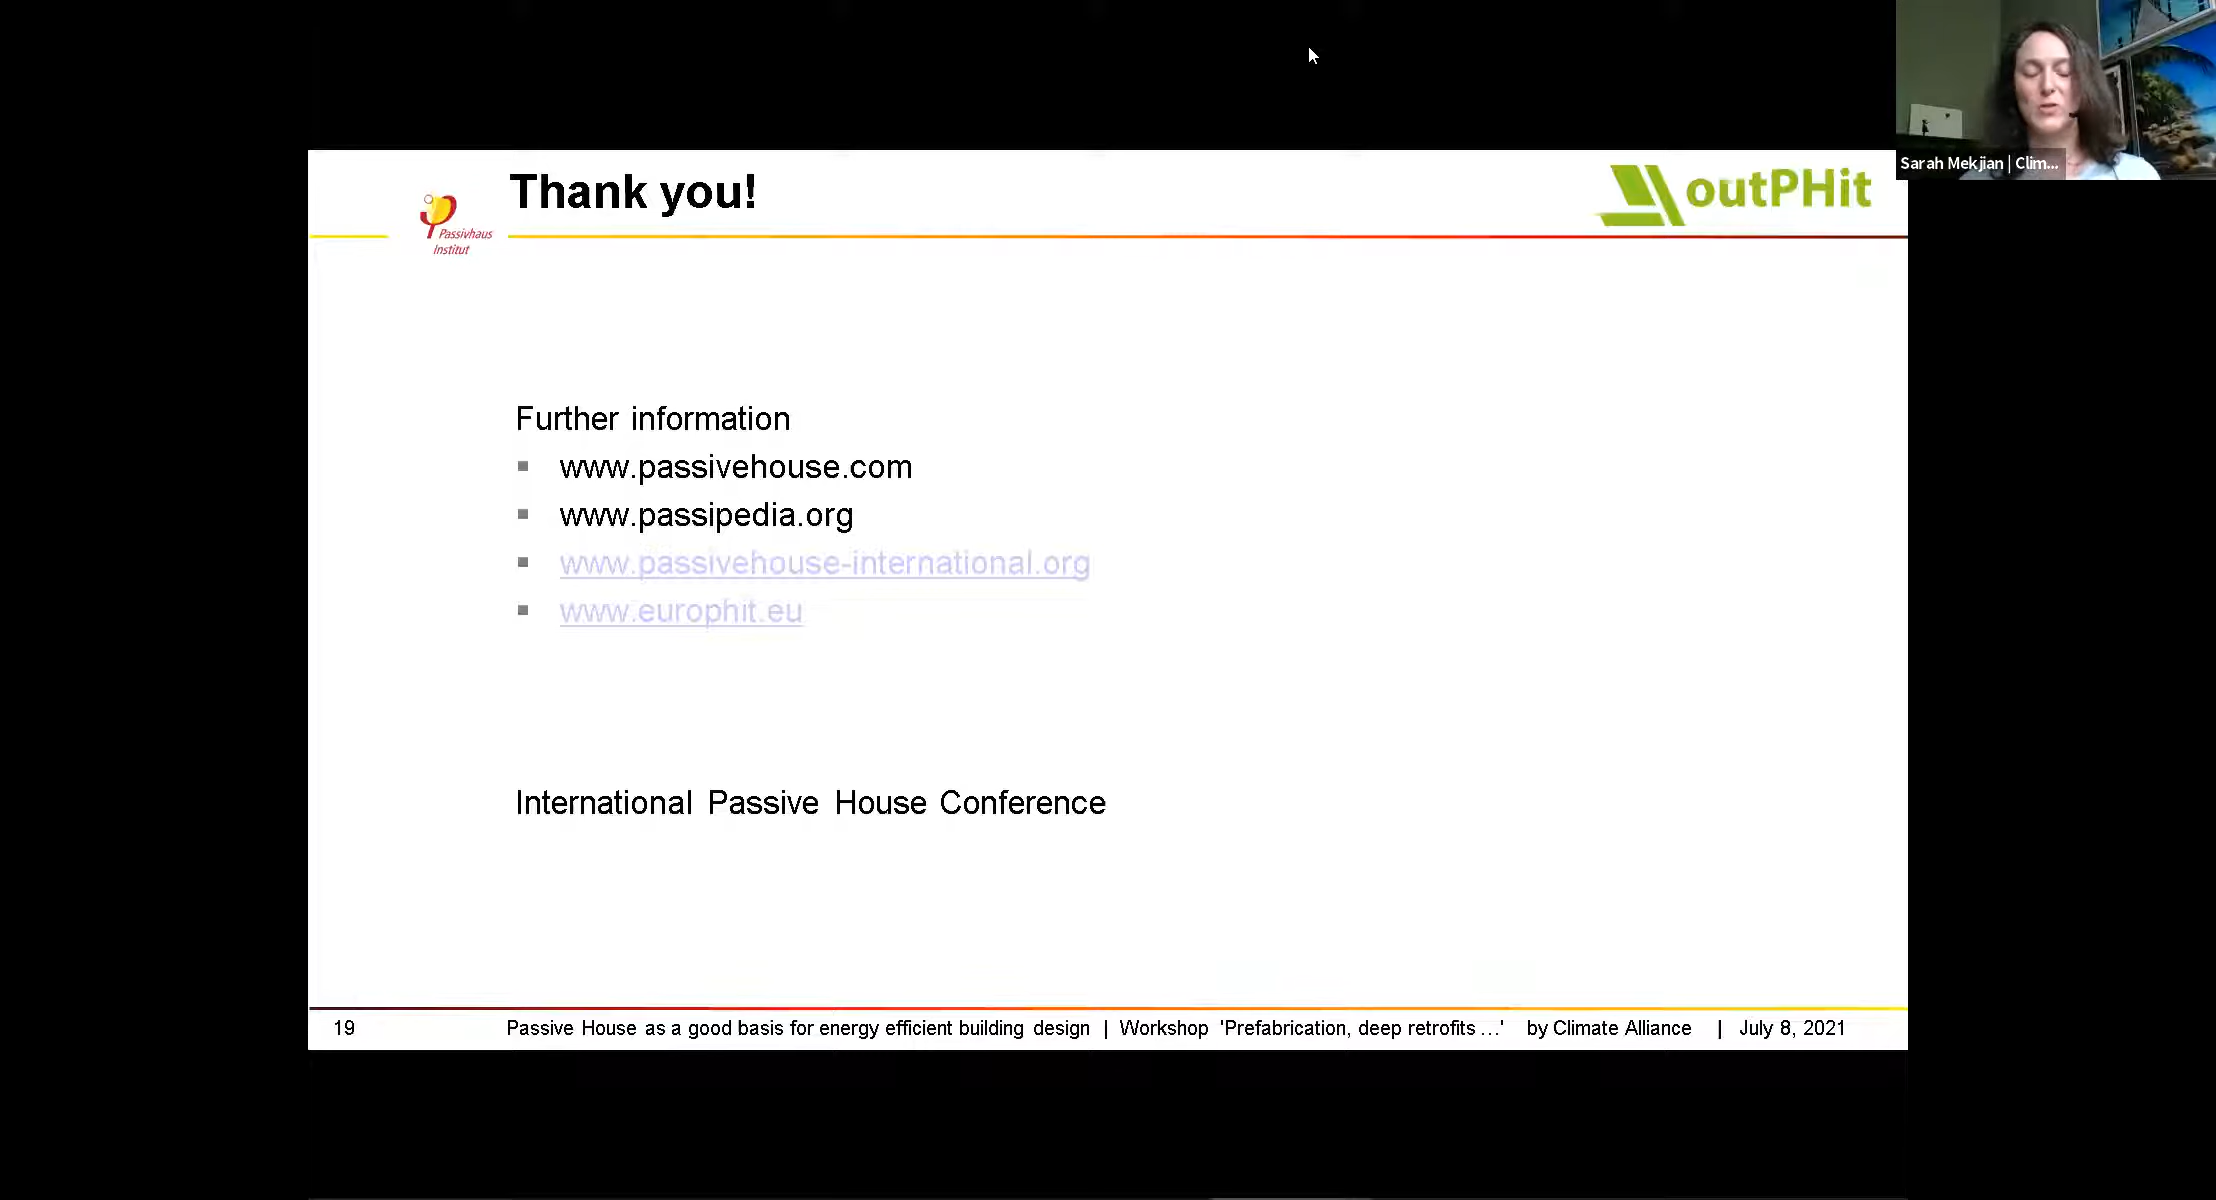 Sarah Mekjian | Clim...
Thank you!
outPHit
Passivhaus
Institut
Further information
www.passivehouse.com
www.passipedia.org
www.passivehouse-international.org
www.europhit.eu
International Passive House Conference
19 Passive House as a good basis for energy efficient building design | Workshop 'Prefabrication, deep retrofits ...' by Climate Alliance | July 8, 2021